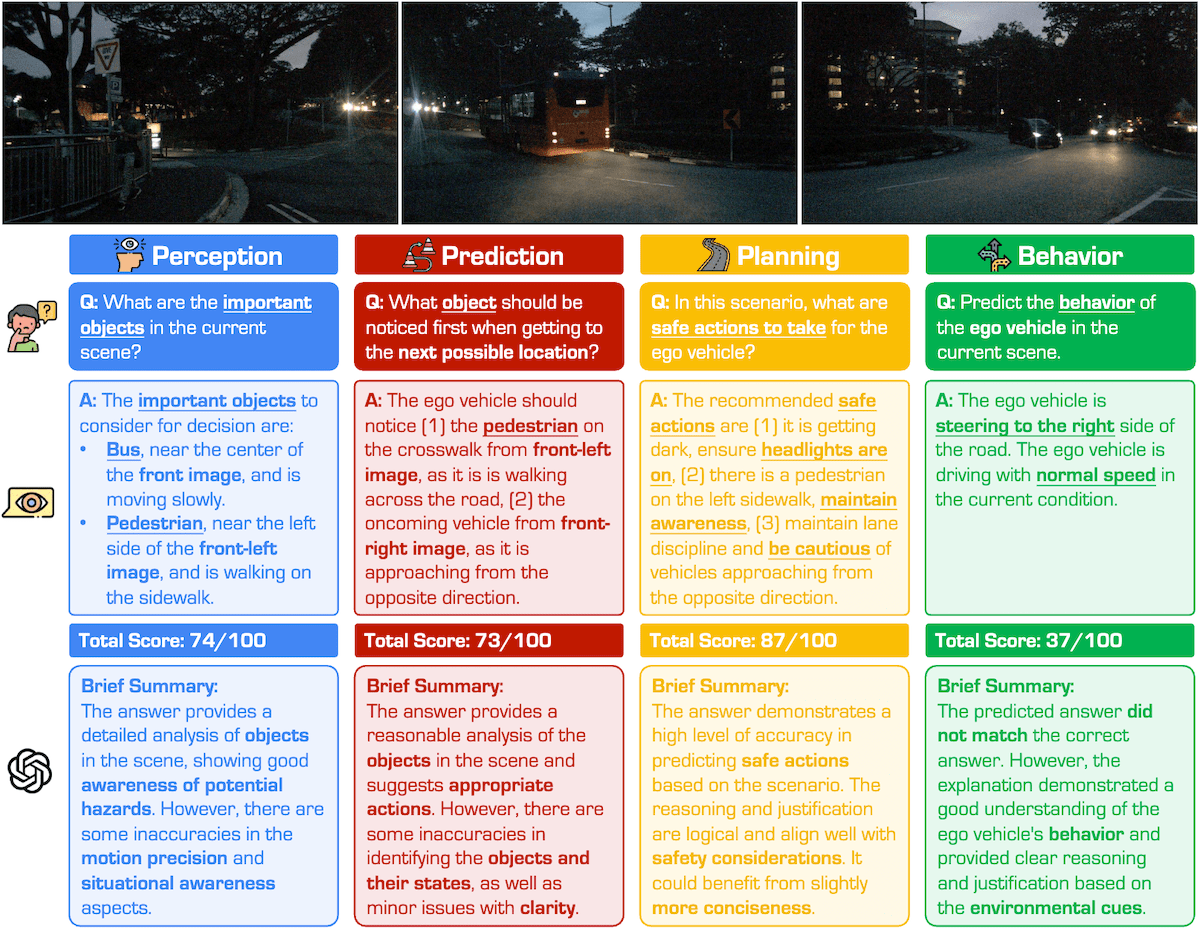 Perception
Q: What are the important
objects in the current
scene?
A: The important objects to
consider for decision are:
• Bus, near the center of
the front image, and is
moving slowly.
• Pedestrian, near the left
side of the front-left
image, and is walking on
the sidewalk.
Total Score: 74/100
Brief Summary:
The answer provides a
detailed analysis of objects
in the scene, showing good
awareness of potential
hazards. However, there are
some inaccuracies in the
motion precision and
situational awareness
aspects.
Prediction
Q: What object should be
noticed first when getting to
the next possible location?
A: The ego vehicle should
notice (1) the pedestrian on
the crosswalk from front-left
image, as it is is walking
across the road, (2) the
oncoming vehicle from front-
right image, as it is
approaching from the
opposite direction.
Total Score: 73/100
Brief Summary:
The answer provides a
reasonable analysis of the
objects in the scene and
suggests appropriate
actions. However, there are
some inaccuracies in
identifying the objects and
their states, as well as
minor issues with clarity.
Planning
Q: In this scenario, what are
safe actions to take for the
ego vehicle?
A: The recommended safe
actions are (1) it is getting
dark, ensure headlights are
on, (2) there is a pedestrian
on the left sidewalk, maintain
awareness, (3) maintain lane
discipline and be cautious of
vehicles approaching from
the opposite direction.
Total Score: 87/100
Brief Summary:
The answer demonstrates a
high level of accuracy in
predicting safe actions
based on the scenario. The
reasoning and justification
are logical and align well with
safety considerations. It
could benefit from slightly
more conciseness.
Behavior
Q: Predict the behavior of
the ego vehicle in the
current scene.
A: The ego vehicle is
steering to the right side of
the road. The ego vehicle is
driving with normal speed in
the current condition.
Total Score: 37/100
Brief Summary:
The predicted answer did
not match the correct
answer. However, the
explanation demonstrated a
good understanding of the
ego vehicle's behavior and
provided clear reasoning
and justification based on
the environmental cues.